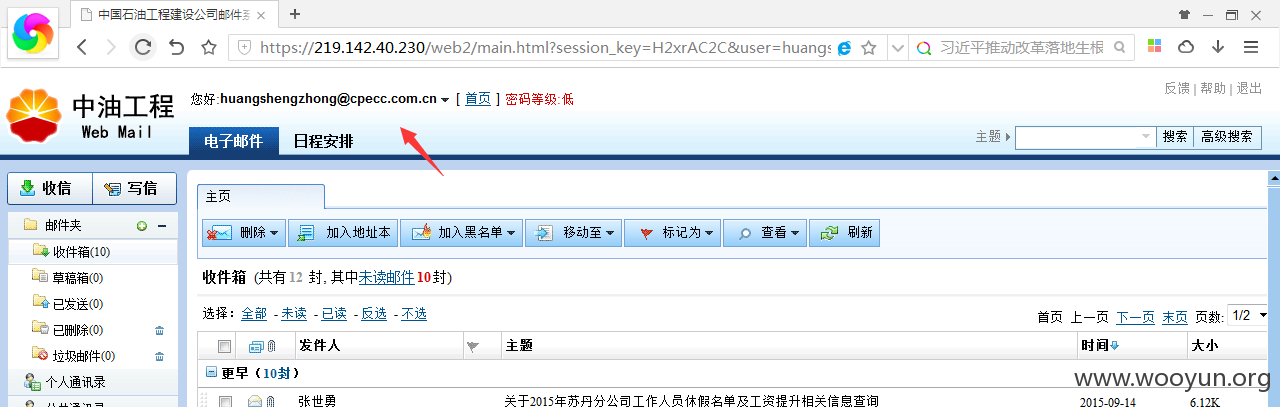 中国石油工程建设公司邮件系
https://219.142.40.230/web2/main.html?session_key=H2xrAC2C&user=huangs
习近平推动改革落地生根
反馈 | 帮助 | 退出
中油工程
Web Mail
您好:huangshengzhong@cpecc.com.cn [ 首页 ] 密码等级:低
电子邮件 日程安排
主题 搜索 高级搜索
收信 写信
主页
邮件夹
收件箱(10)
草稿箱(0)
已发送(0)
已删除(0)
垃圾邮件(0)
个人通讯录
公共通讯录
删除 加入地址本 加入黑名单 移动至 标记为 查看 刷新
收件箱 (共有 12 封, 其中未读邮件 10封)
选择: 全部 - 未读 - 已读 - 反选 - 不选
首页 上一页 下一页 末页 页数: 1/2
发件人 主题 时间 大小
更早（10封）
张世勇 关于2015年苏丹分公司工作人员休假名单及工资提升相关信息查询 2015-09-14 6.12K
www.wooyun.org